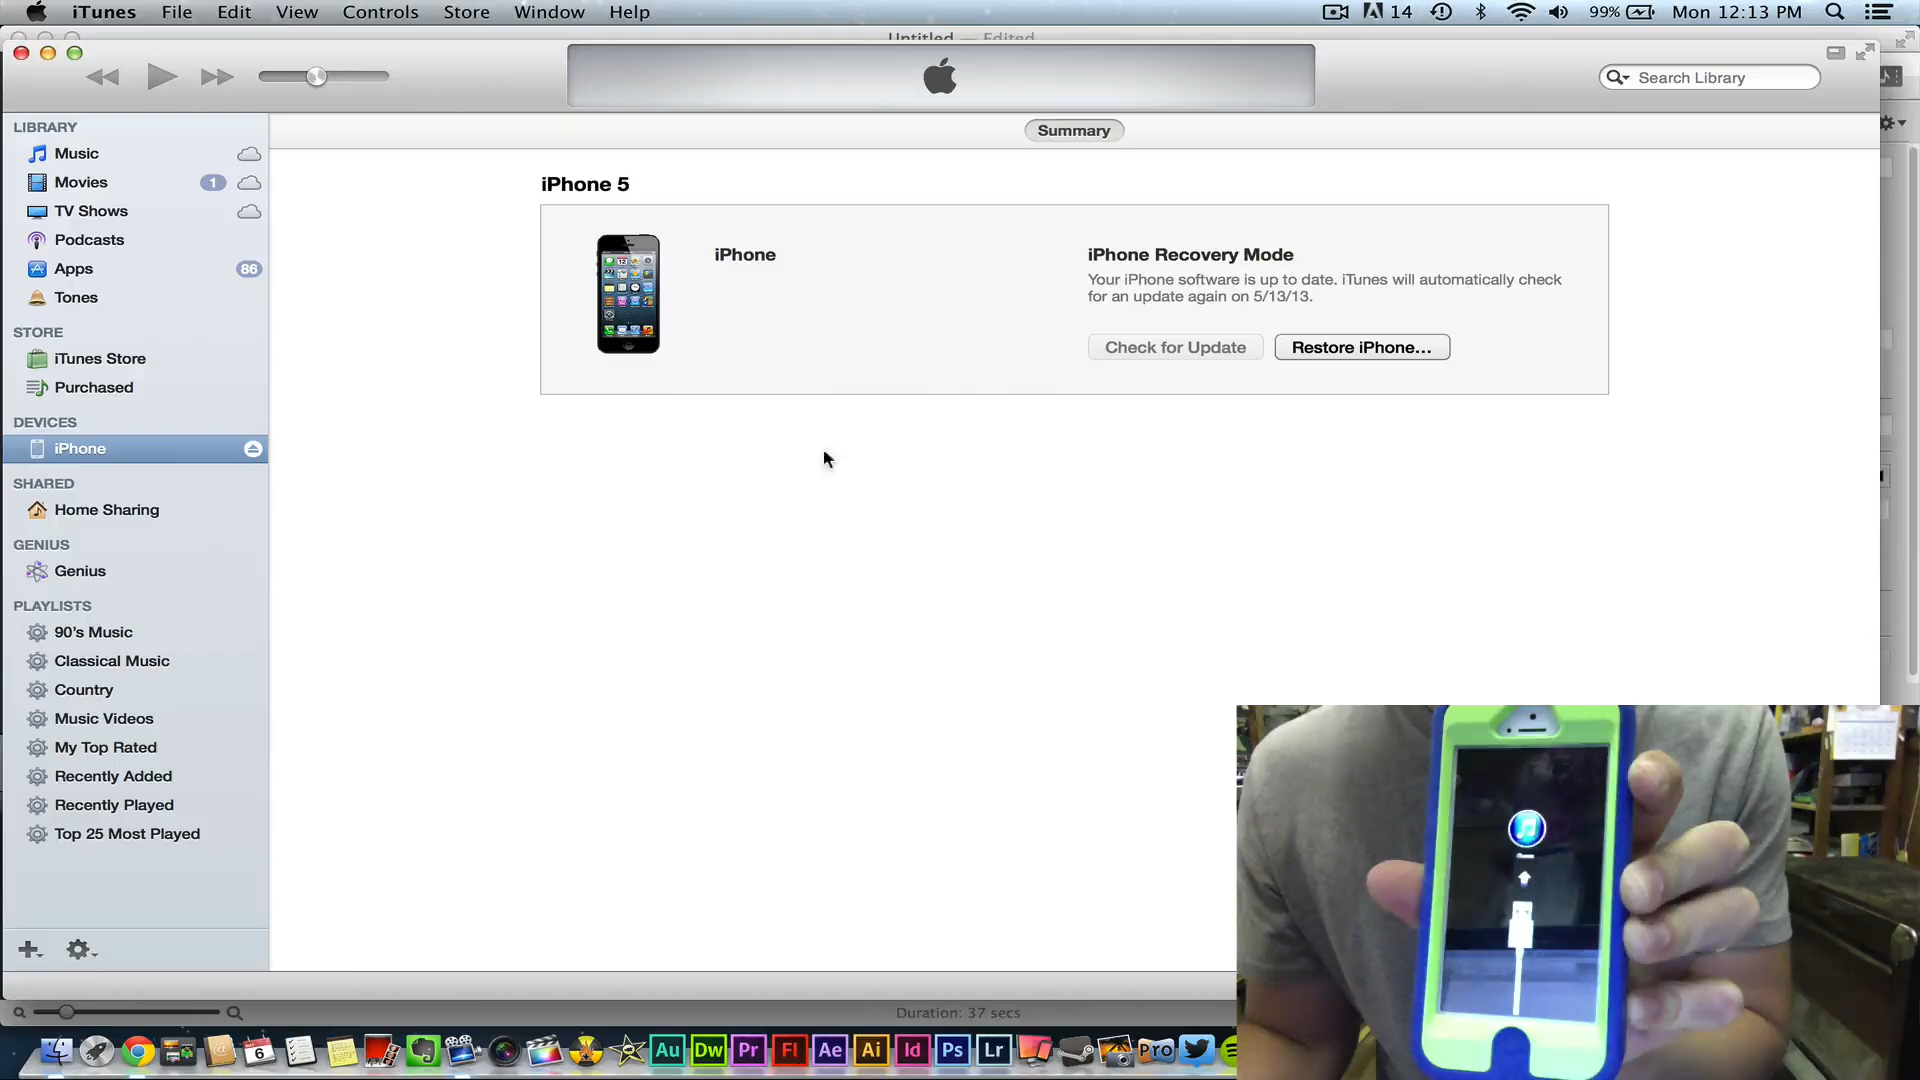 iTunes File Edit View Controls Store Window Help
14 99% Mon 12:13 PM
Untitled — Edited
Search Library
Summary
LIBRARY
Music
Movies 1
TV Shows
Podcasts
Apps 86
Tones
STORE
iTunes Store
Purchased
DEVICES
iPhone
SHARED
Home Sharing
GENIUS
Genius
PLAYLISTS
90's Music
Classical Music
Country
Music Videos
My Top Rated
Recently Added
Recently Played
Top 25 Most Played
iPhone 5
iPhone
iPhone Recovery Mode
Your iPhone software is up to date. iTunes will automatically check
for an update again on 5/13/13.
Check for Update Restore iPhone...
Duration: 37 secs
6 Au Dw Pr Fl Ae Ai Id Ps Lr Pro